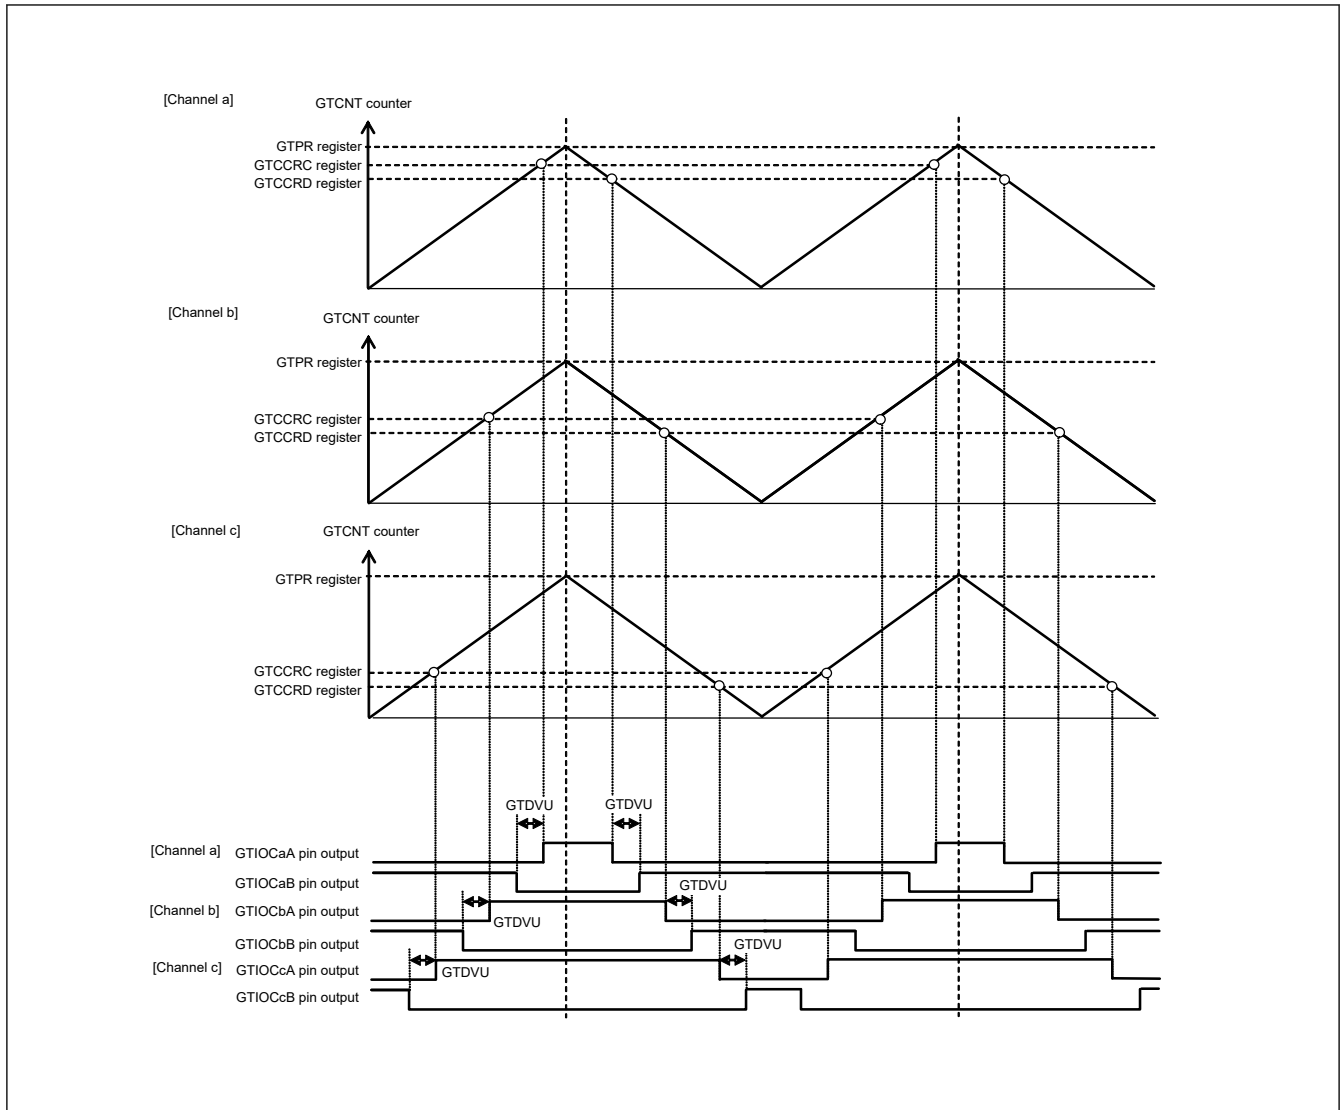 [Channel a]
GTCNT counter
GTPR register
GTCCRC register
GTCCRD register
[Channel b]
GTCNT counter
GTPR register
GTCCRC register
GTCCRD register
[Channel c]
GTCNT counter
GTPR register
GTCCRC register
GTCCRD register
GTDVU
GTDVU
[Channel a]
GTIOCaA pin output
GTIOCaB pin output
GTDVU
[Channel b]
GTIOCbA pin output
GTDVU
GTIOCbB pin output
GTDVU
[Channel c]
GTIOCcA pin output
GTDVU
GTIOCcB pin output